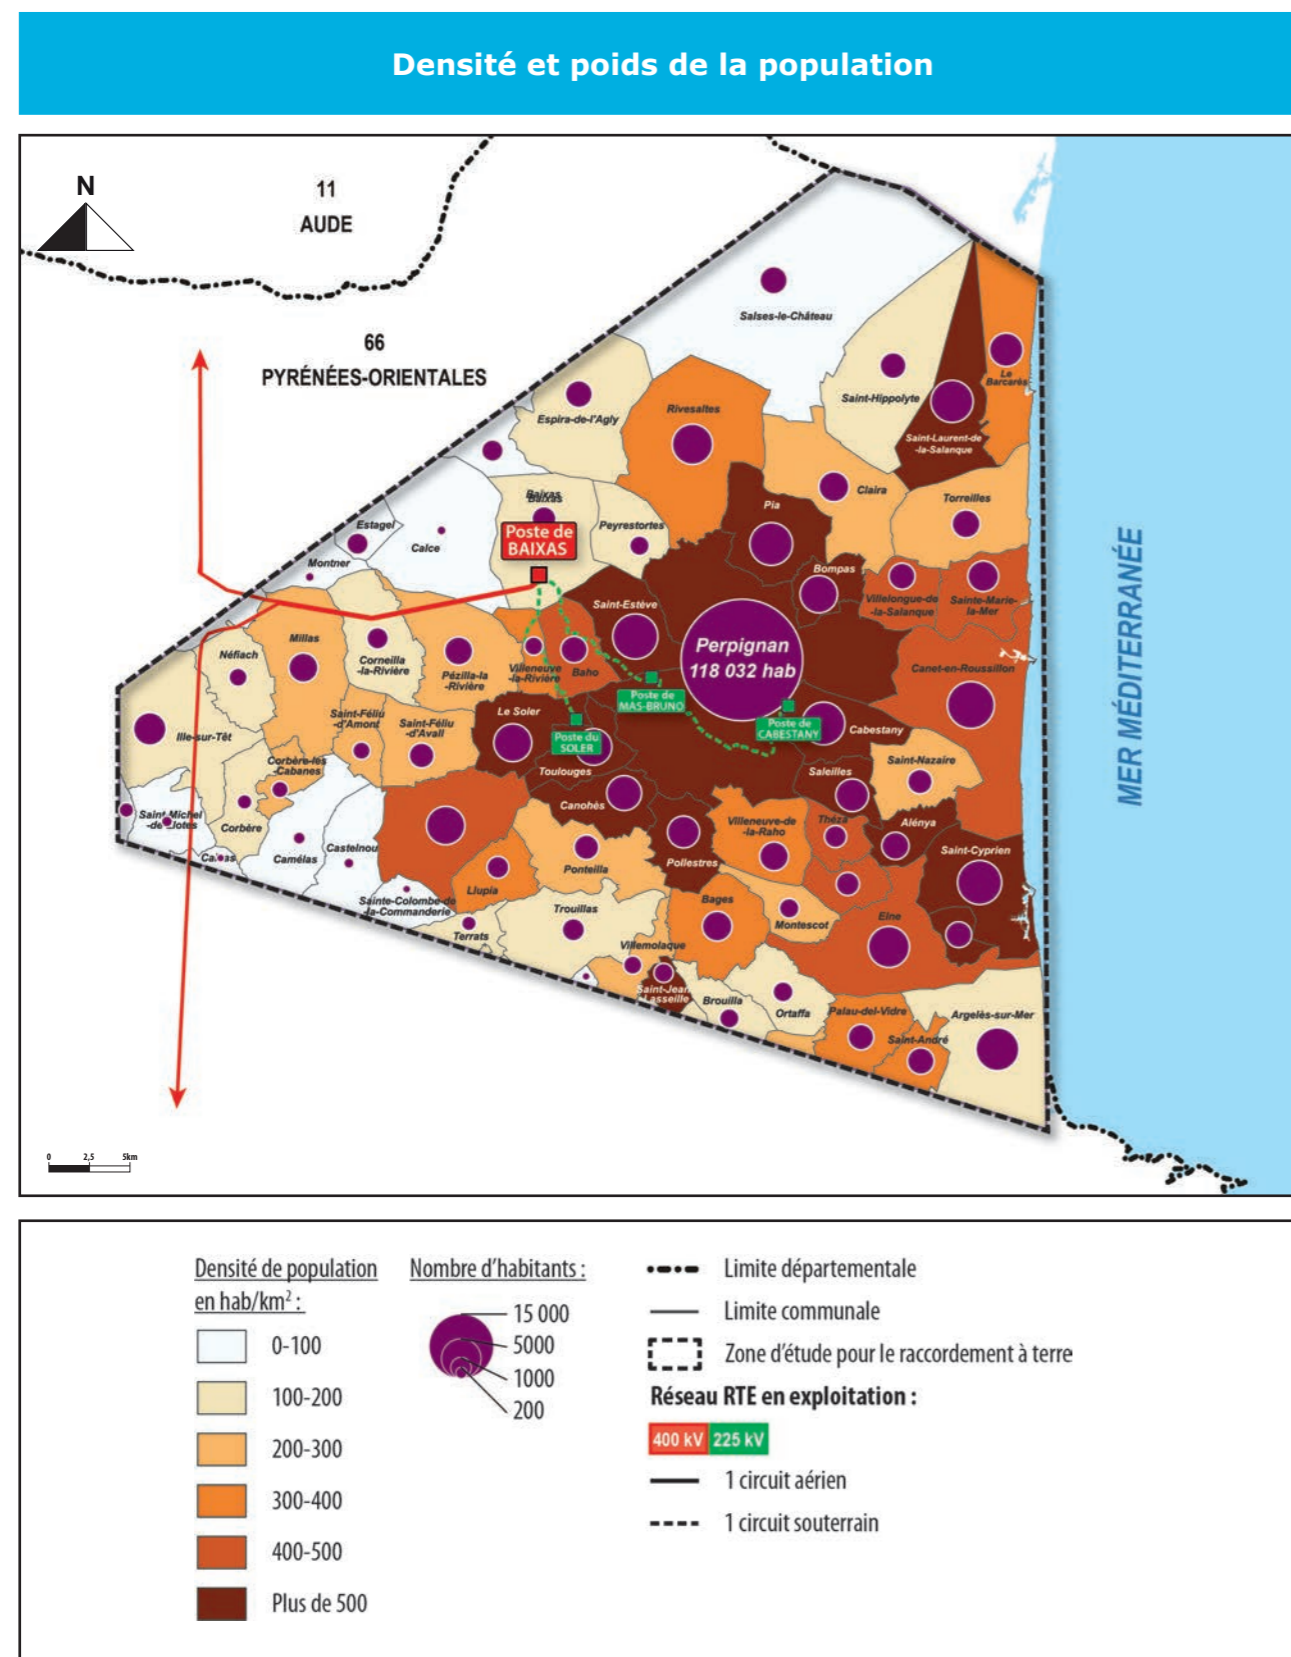 Densité et poids de la population
N
11
AUDE
66
PYRÉNÉES-ORIENTALES
Salses-le-Château
Le
Barcarès
Saint-Hippolyte
Espira-de-l'Agly
Rivesaltes
Saint-Laurent-de
-la-Salanque
Claira
Torreilles
Baixas
Baixas
Pia
Estagel
Calce
Peyrestortes
Poste de
BAIXAS
Montner
Bompas
Villelongue-de
-la-Salanque
Sainte-Marie-
la-Mer
Saint-Estève
Perpignan
118 032 hab
Millas
Néfiach
Corneilla
-la-Rivière
Pézilla-la
-Rivière
Villeneuve
-la-Rivière
Baho
Canet-en-Roussillon
Poste de
MAS-BRUNO
Ille-sur-Têt
Saint-Féliu
-d'Amont
Saint-Féliu
-d'Avall
Le Soler
Poste du
SOLER
Poste de
CABESTANY
Cabestany
MER MÉDITERRANÉE
Corbère-les
-Cabanes
Toulouges
Saleilles
Saint-Nazaire
Canohès
Saint-Michel
-de-Llotes
Corbère
Camélas
Castelnou
Villeneuve-de
-la-Raho
Théza
Alénya
Saint-Cyprien
Ponteilla
Pollestres
Llupia
Sainte-Colombe-de
-la-Commanderie
Terrats
Trouillas
Bages
Montescot
Elne
Villemolaque
Saint-Jean
-Lasseille
Brouilla
Ortaffa
Palau-del-Vidre
Saint-André
Argelès-sur-Mer
0 2,5 5km
Densité de population
en hab/km² :
0-100
100-200
200-300
300-400
400-500
Plus de 500
Nombre d'habitants :
15 000
5000
1000
200
Limite départementale
Limite communale
Zone d'étude pour le raccordement à terre
Réseau RTE en exploitation :
400 kV 225 kV
1 circuit aérien
1 circuit souterrain